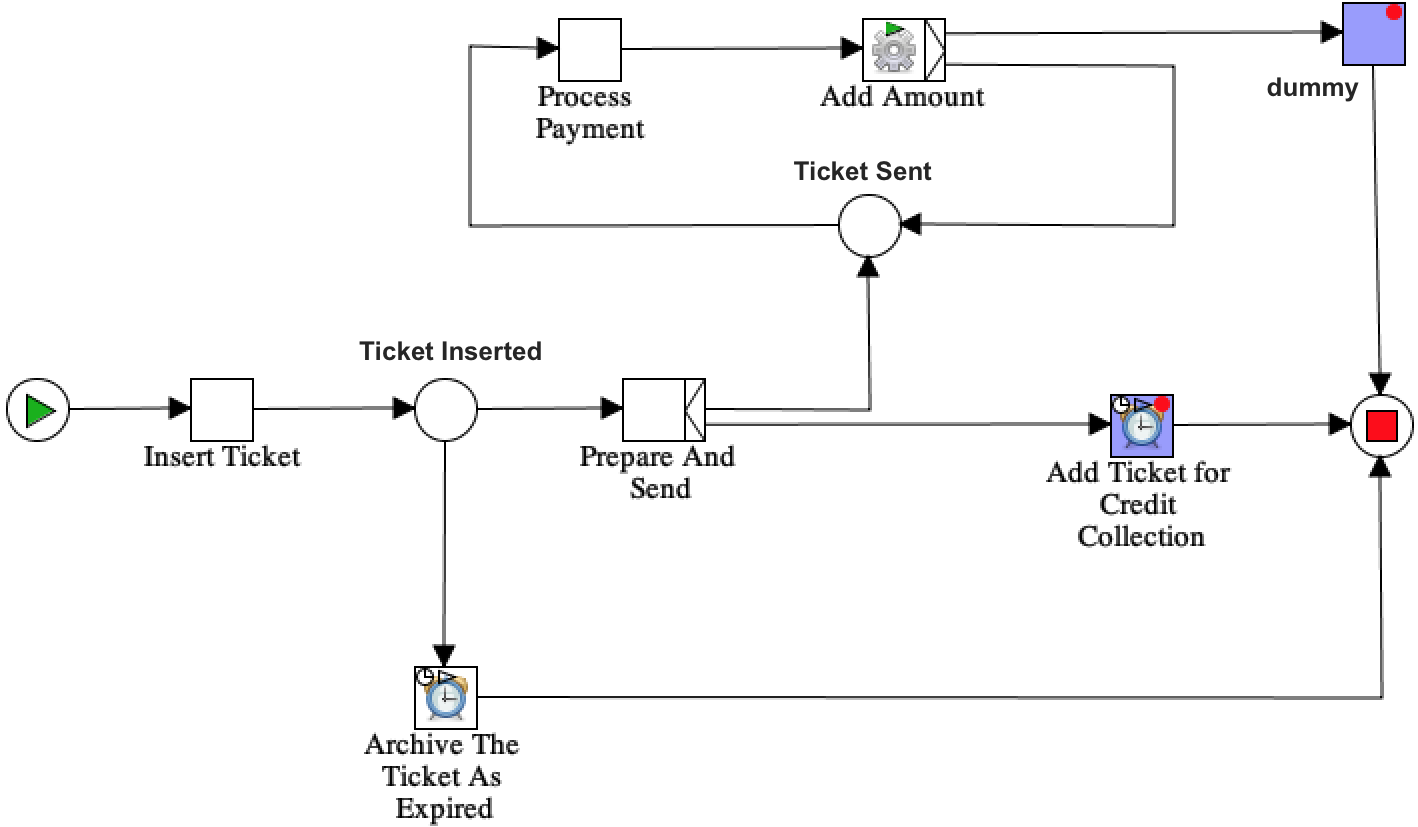 Process
Payment
Add Amount
dummy
Ticket Sent
Ticket Inserted
Insert Ticket
Prepare And
Send
Add Ticket for
Credit
Collection
Archive The
Ticket As
Expired